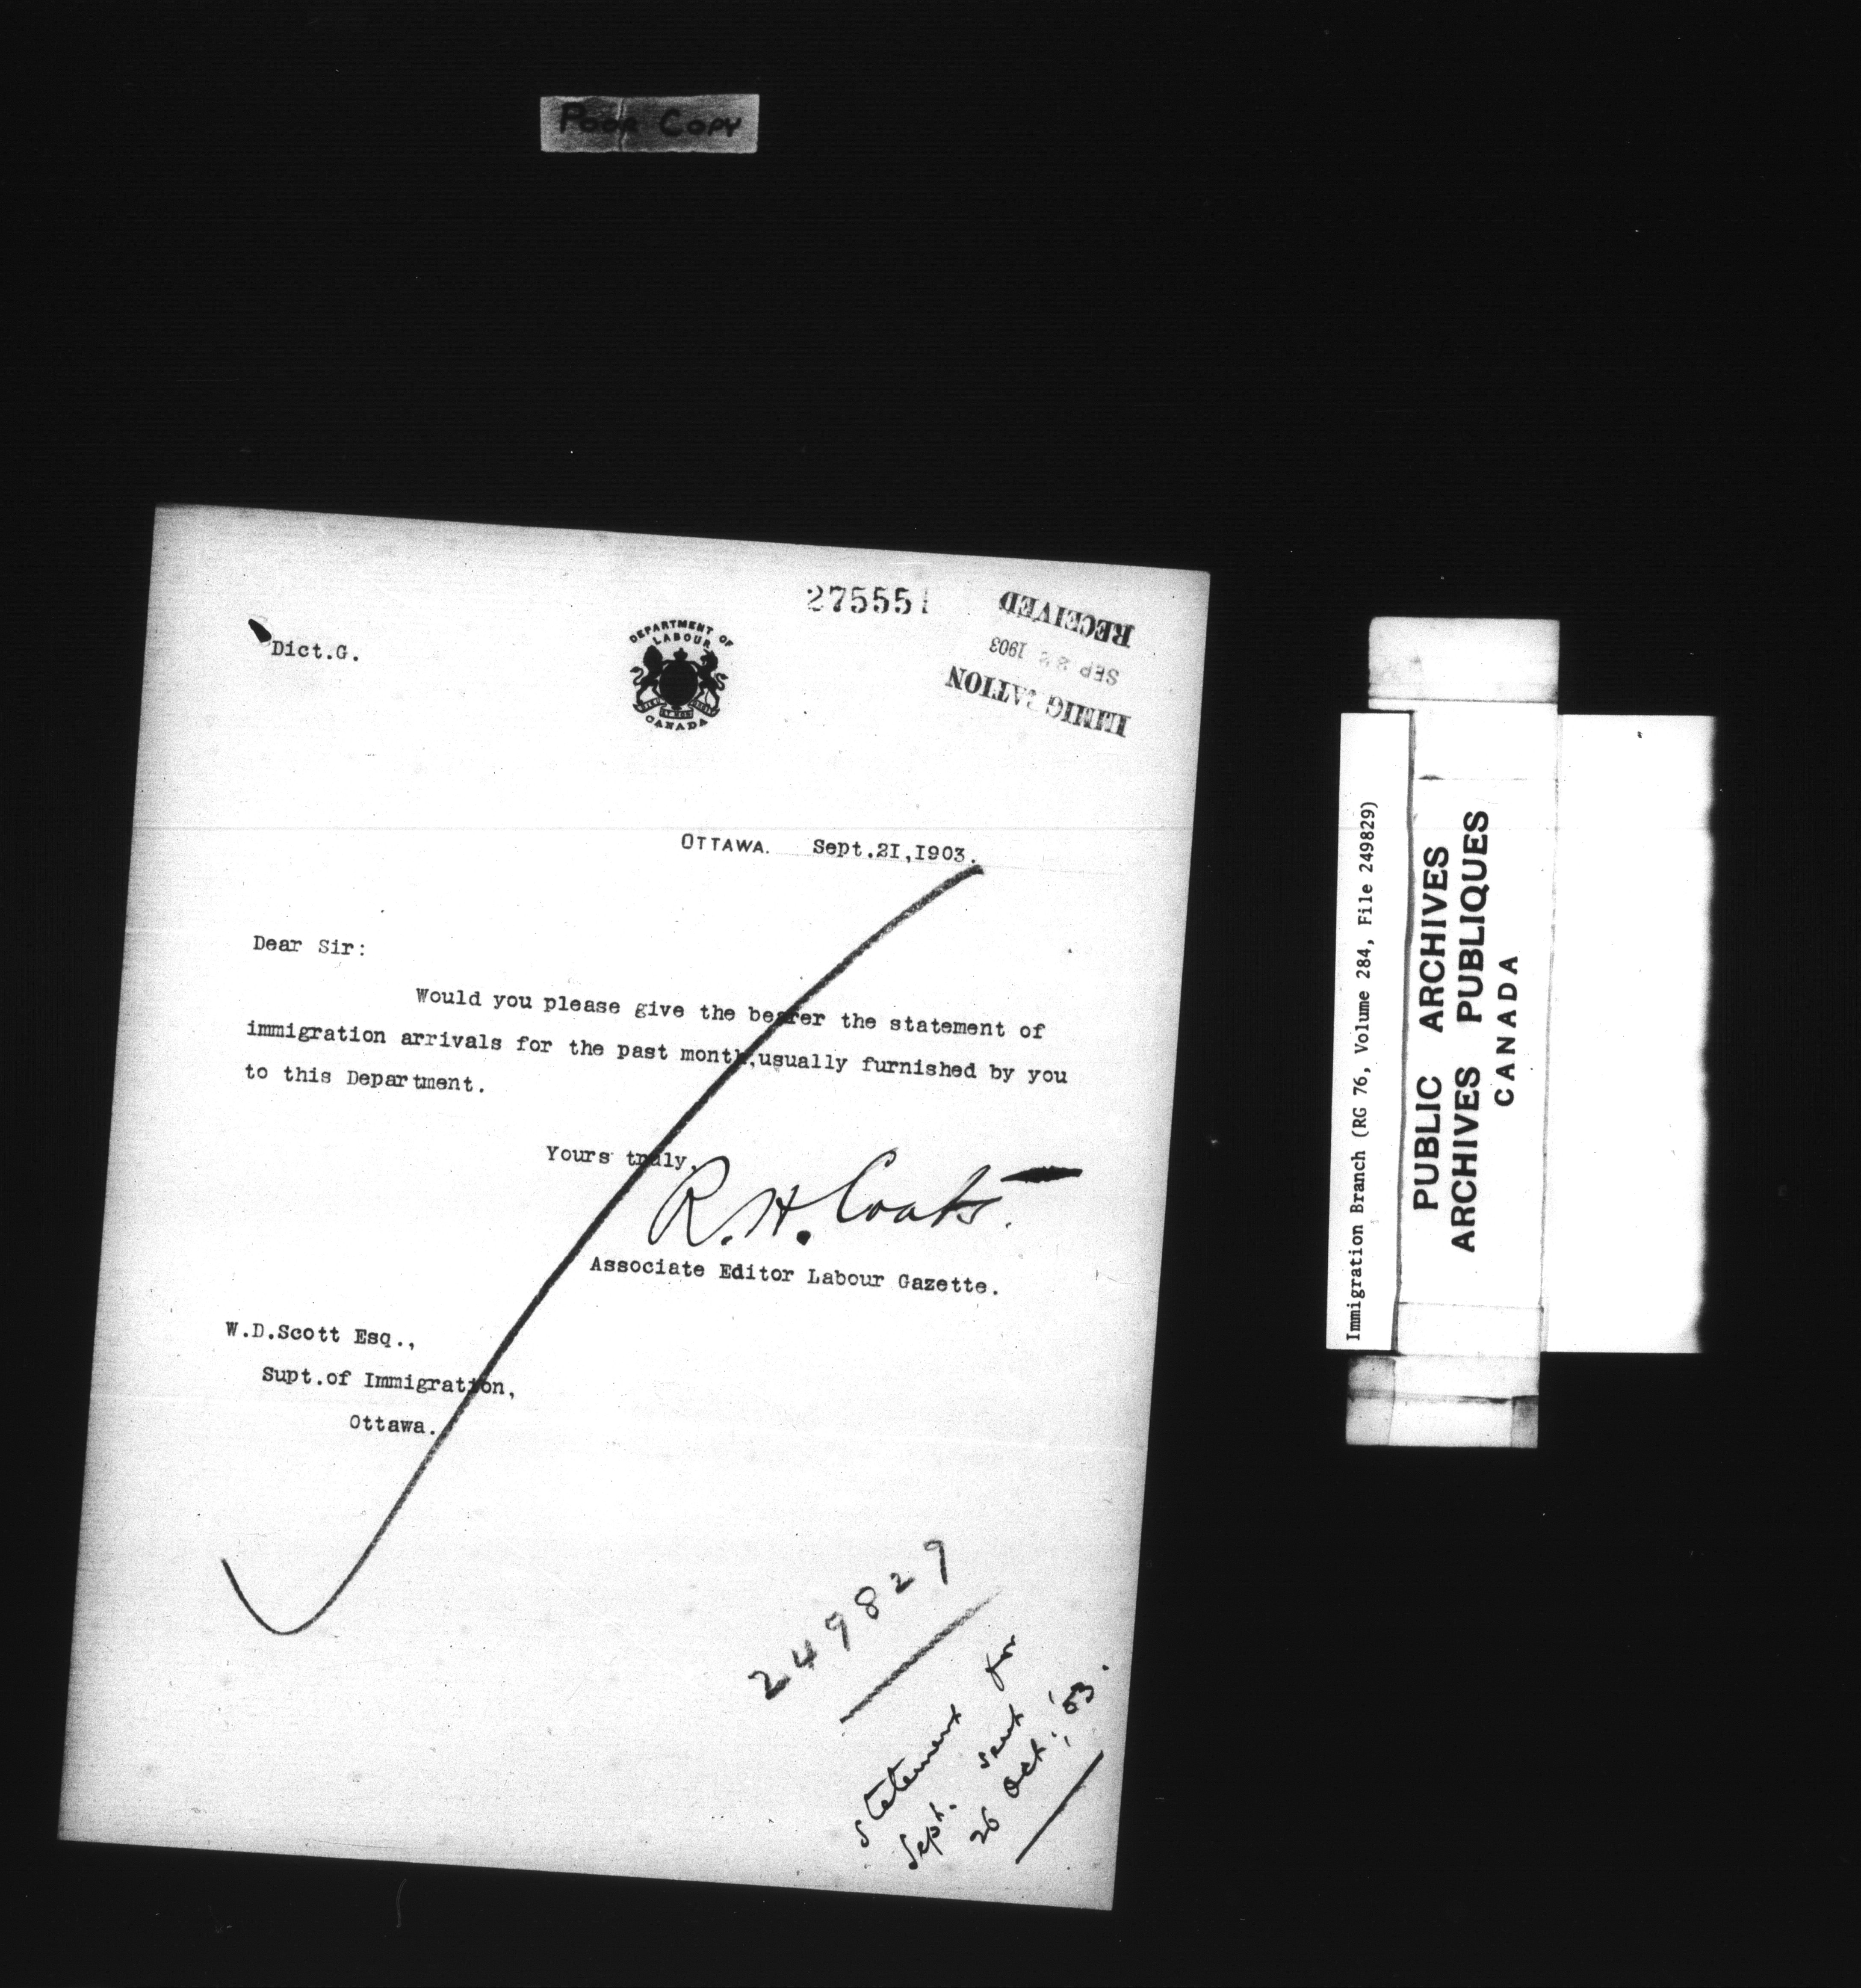 POOR COPY
275551
RECEIVED
SEP 22 1903
IMMIGRATION
Dict.G.
DEPARTMENT OF
LABOUR
CANADA
OTTAWA. Sept.21,1903.
Dear Sir:
Would you please give the bearer the statement of
immigration arrivals for the past month,usually furnished by you
to this Department.
Yours truly,
R.H. Coats.
Associate Editor Labour Gazette.
W.D.Scott Esq.,
Supt.of Immigration,
Ottawa.
249829
Statement for
Sept. sent
26 Oct. '03.
Immigration Branch (RG 76, Volume 284, File 249829)
PUBLIC ARCHIVES
ARCHIVES PUBLIQUES
CANADA